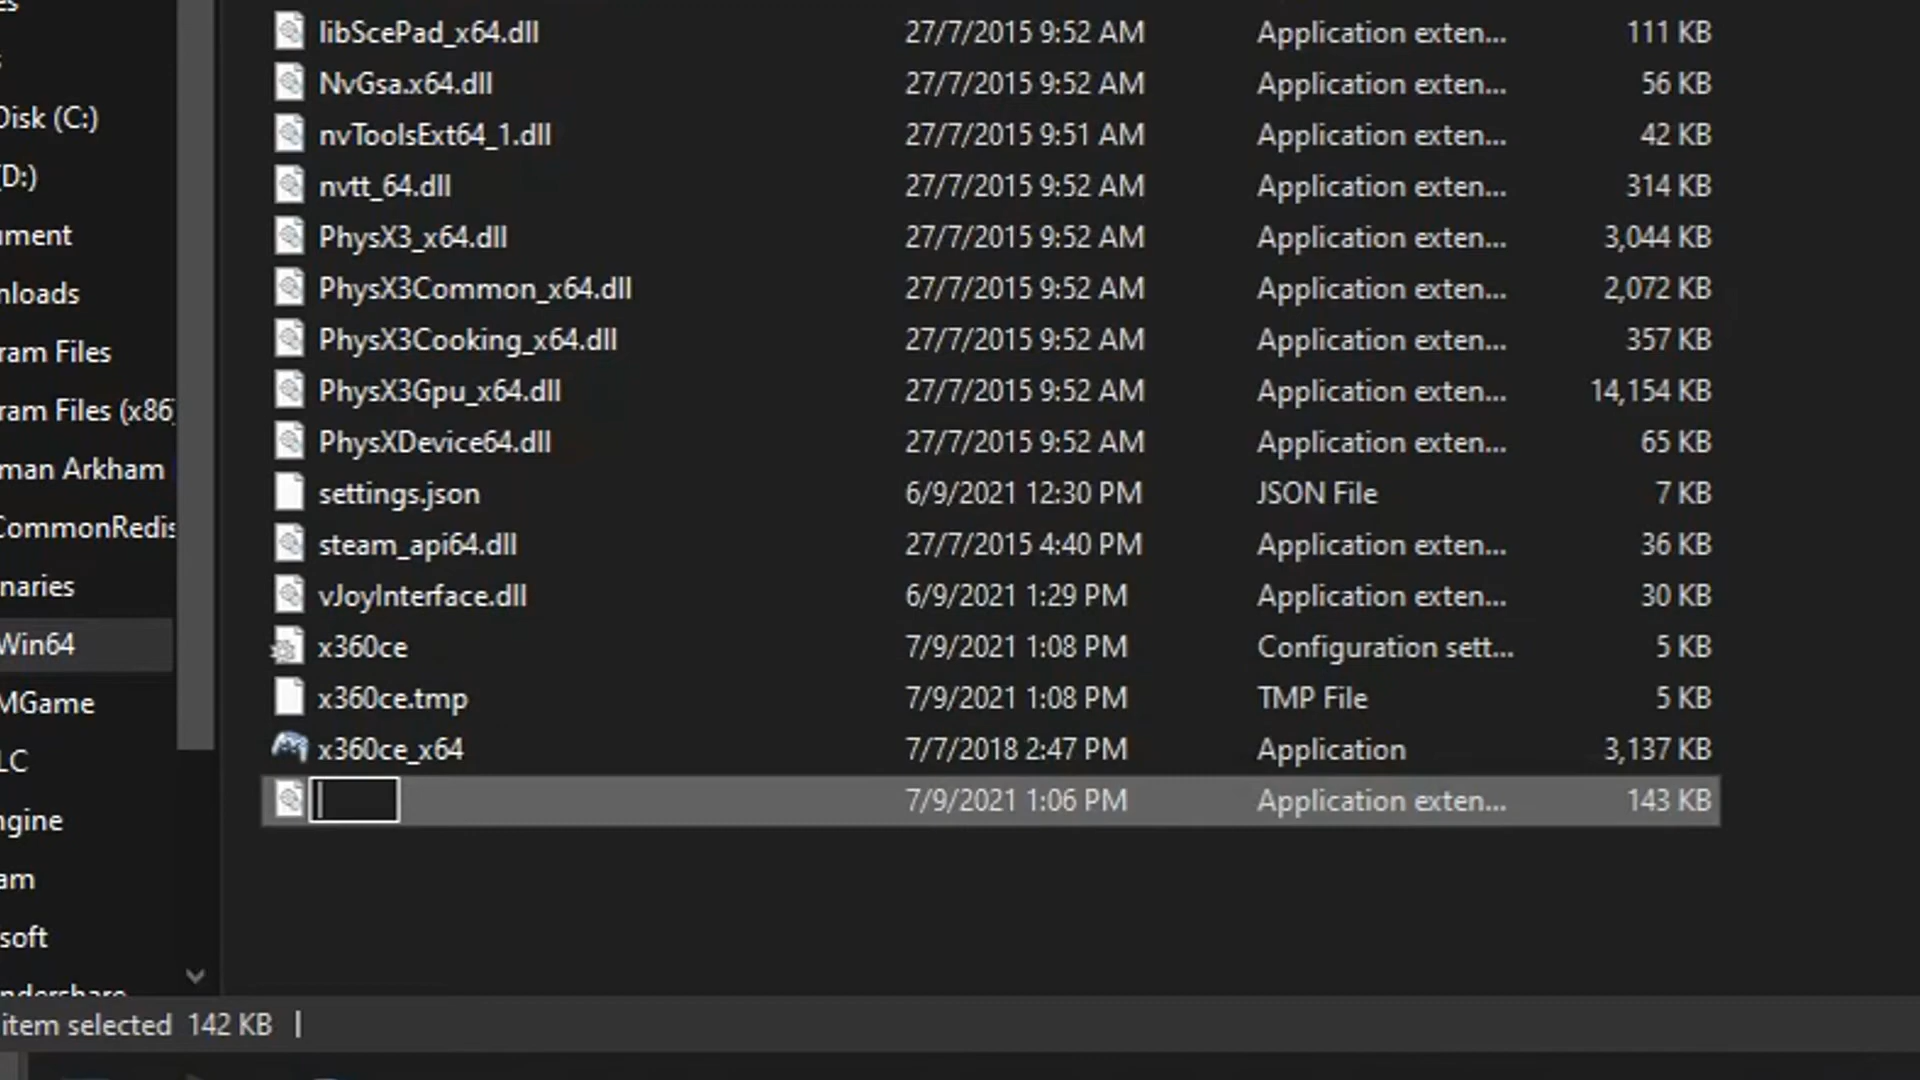 es
Disk (C:)
(D:)
ument
nloads
ram Files
ram Files (x86)
man Arkham
CommonRedis
naries
Win64
MGame
LC
ngine
am
soft
ndershare
libScePad_x64.dll 27/7/2015 9:52 AM Application exten... 111 KB
NvGsa.x64.dll 27/7/2015 9:52 AM Application exten... 56 KB
nvToolsExt64_1.dll 27/7/2015 9:51 AM Application exten... 42 KB
nvtt_64.dll 27/7/2015 9:52 AM Application exten... 314 KB
PhysX3_x64.dll 27/7/2015 9:52 AM Application exten... 3,044 KB
PhysX3Common_x64.dll 27/7/2015 9:52 AM Application exten... 2,072 KB
PhysX3Cooking_x64.dll 27/7/2015 9:52 AM Application exten... 357 KB
PhysX3Gpu_x64.dll 27/7/2015 9:52 AM Application exten... 14,154 KB
PhysXDevice64.dll 27/7/2015 9:52 AM Application exten... 65 KB
settings.json 6/9/2021 12:30 PM JSON File 7 KB
steam_api64.dll 27/7/2015 4:40 PM Application exten... 36 KB
vJoyInterface.dll 6/9/2021 1:29 PM Application exten... 30 KB
x360ce 7/9/2021 1:08 PM Configuration sett... 5 KB
x360ce.tmp 7/9/2021 1:08 PM TMP File 5 KB
x360ce_x64 7/7/2018 2:47 PM Application 3,137 KB
7/9/2021 1:06 PM Application exten... 143 KB
item selected 142 KB